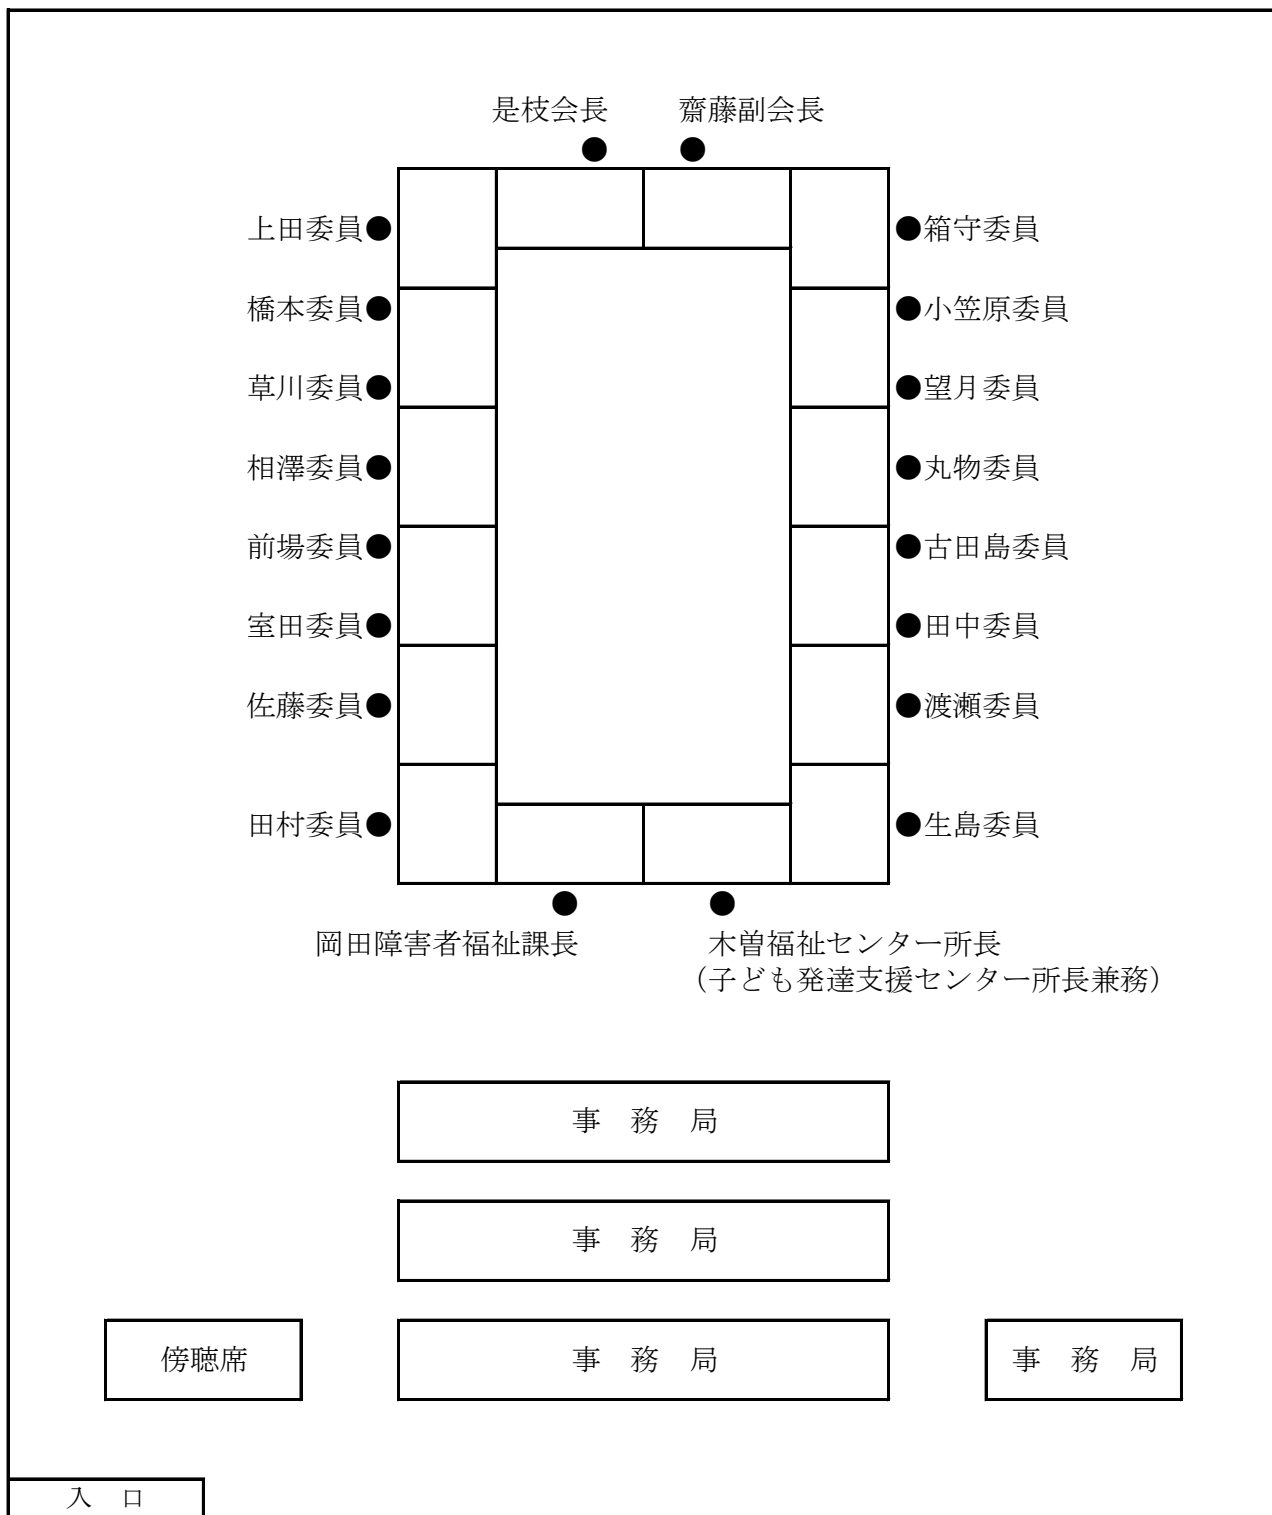 是枝会長 齋藤副会長
上田委員● ●箱守委員
橋本委員● ●小笠原委員
草川委員● ●望月委員
相澤委員● ●丸物委員
前場委員● ●古田島委員
室田委員● ●田中委員
佐藤委員● ●渡瀬委員
田村委員● ●生島委員
岡田障害者福祉課長 木曽福祉センター所長
（子ども発達支援センター所長兼務）
事 務 局
事 務 局
傍聴席 事 務 局 事 務 局
入 口